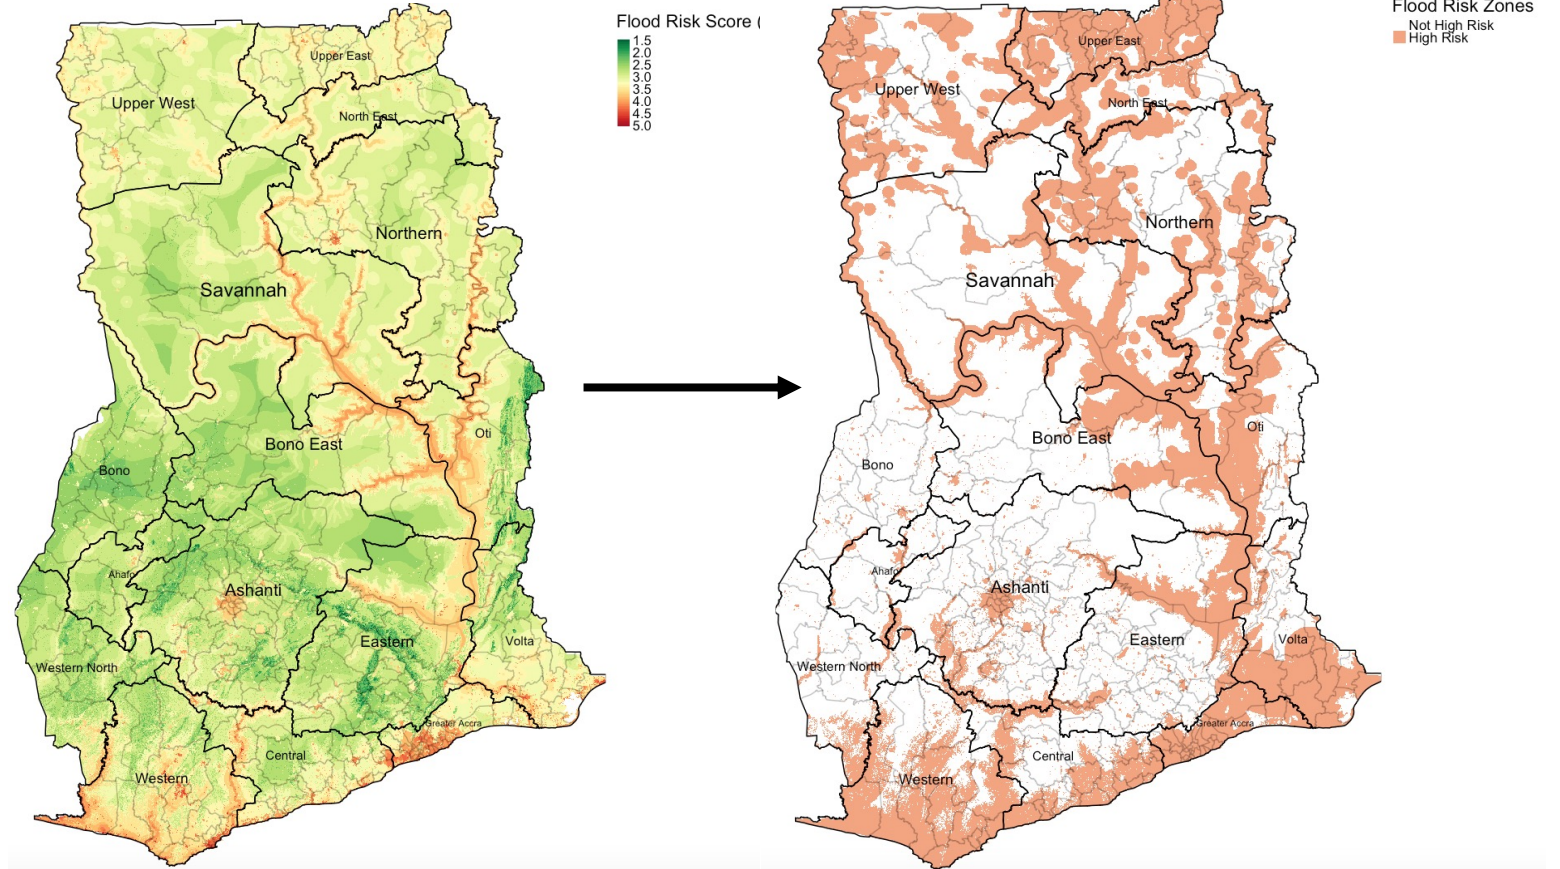 Flood Risk Score (
1.5
2.0
2.5
3.0
3.5
4.0
4.5
5.0
Upper East
Upper West
North East
Northern
Savannah
Bono East
Oti
Bono
Ahafo
Ashanti
Eastern
Volta
Western North
Greater Accra
Central
Western
Flood Risk Zones
Not High Risk
High Risk
Upper East
Upper West
North East
Northern
Savannah
Oti
Bono East
Bono
Ahafo
Ashanti
Eastern
Volta
Western North
Greater Accra
Central
Western